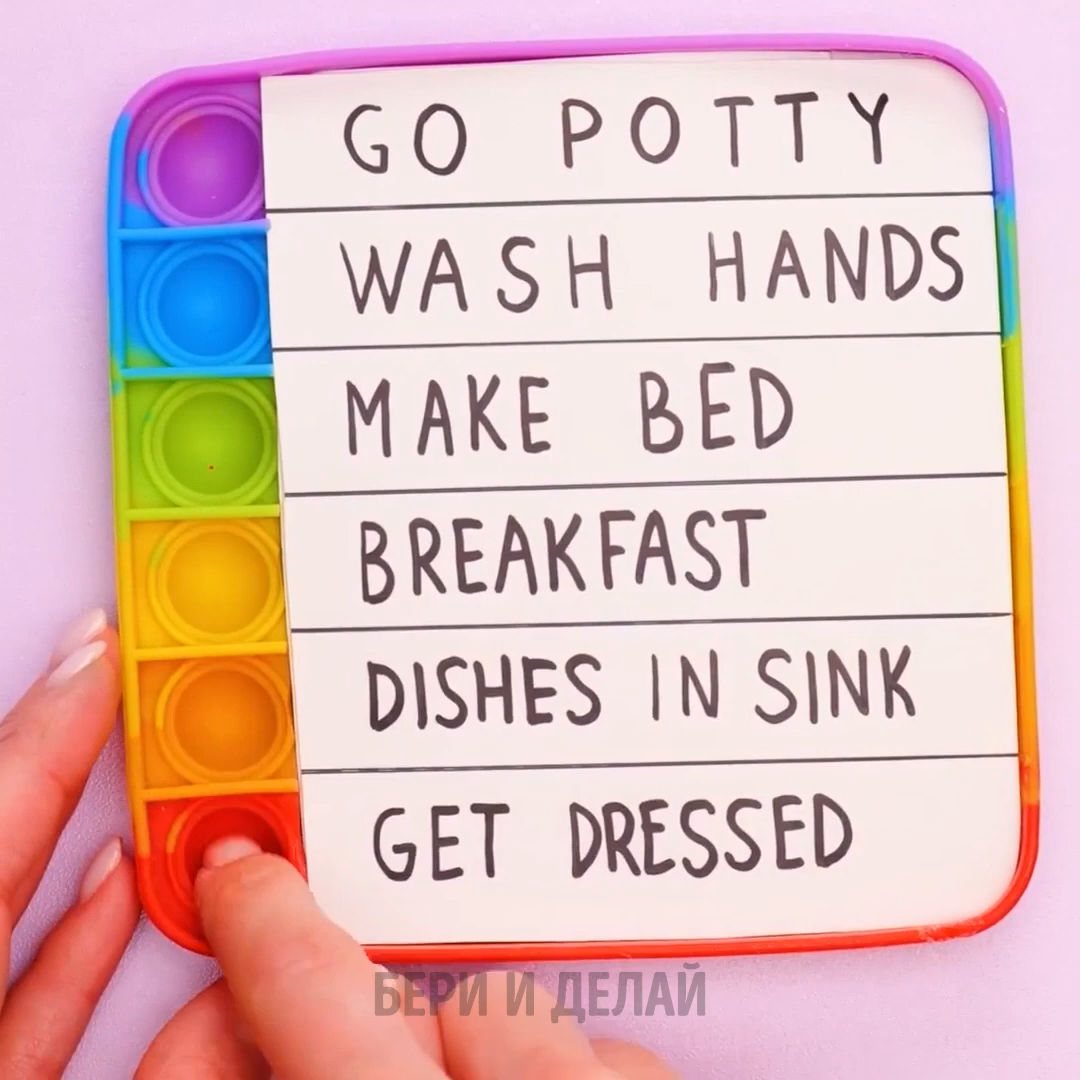 GO POTTY
WASH HANDS
MAKE BED
BREAKFAST
DISHES IN SINK
GET DRESSED
БЕРИ И ДЕЛАЙ